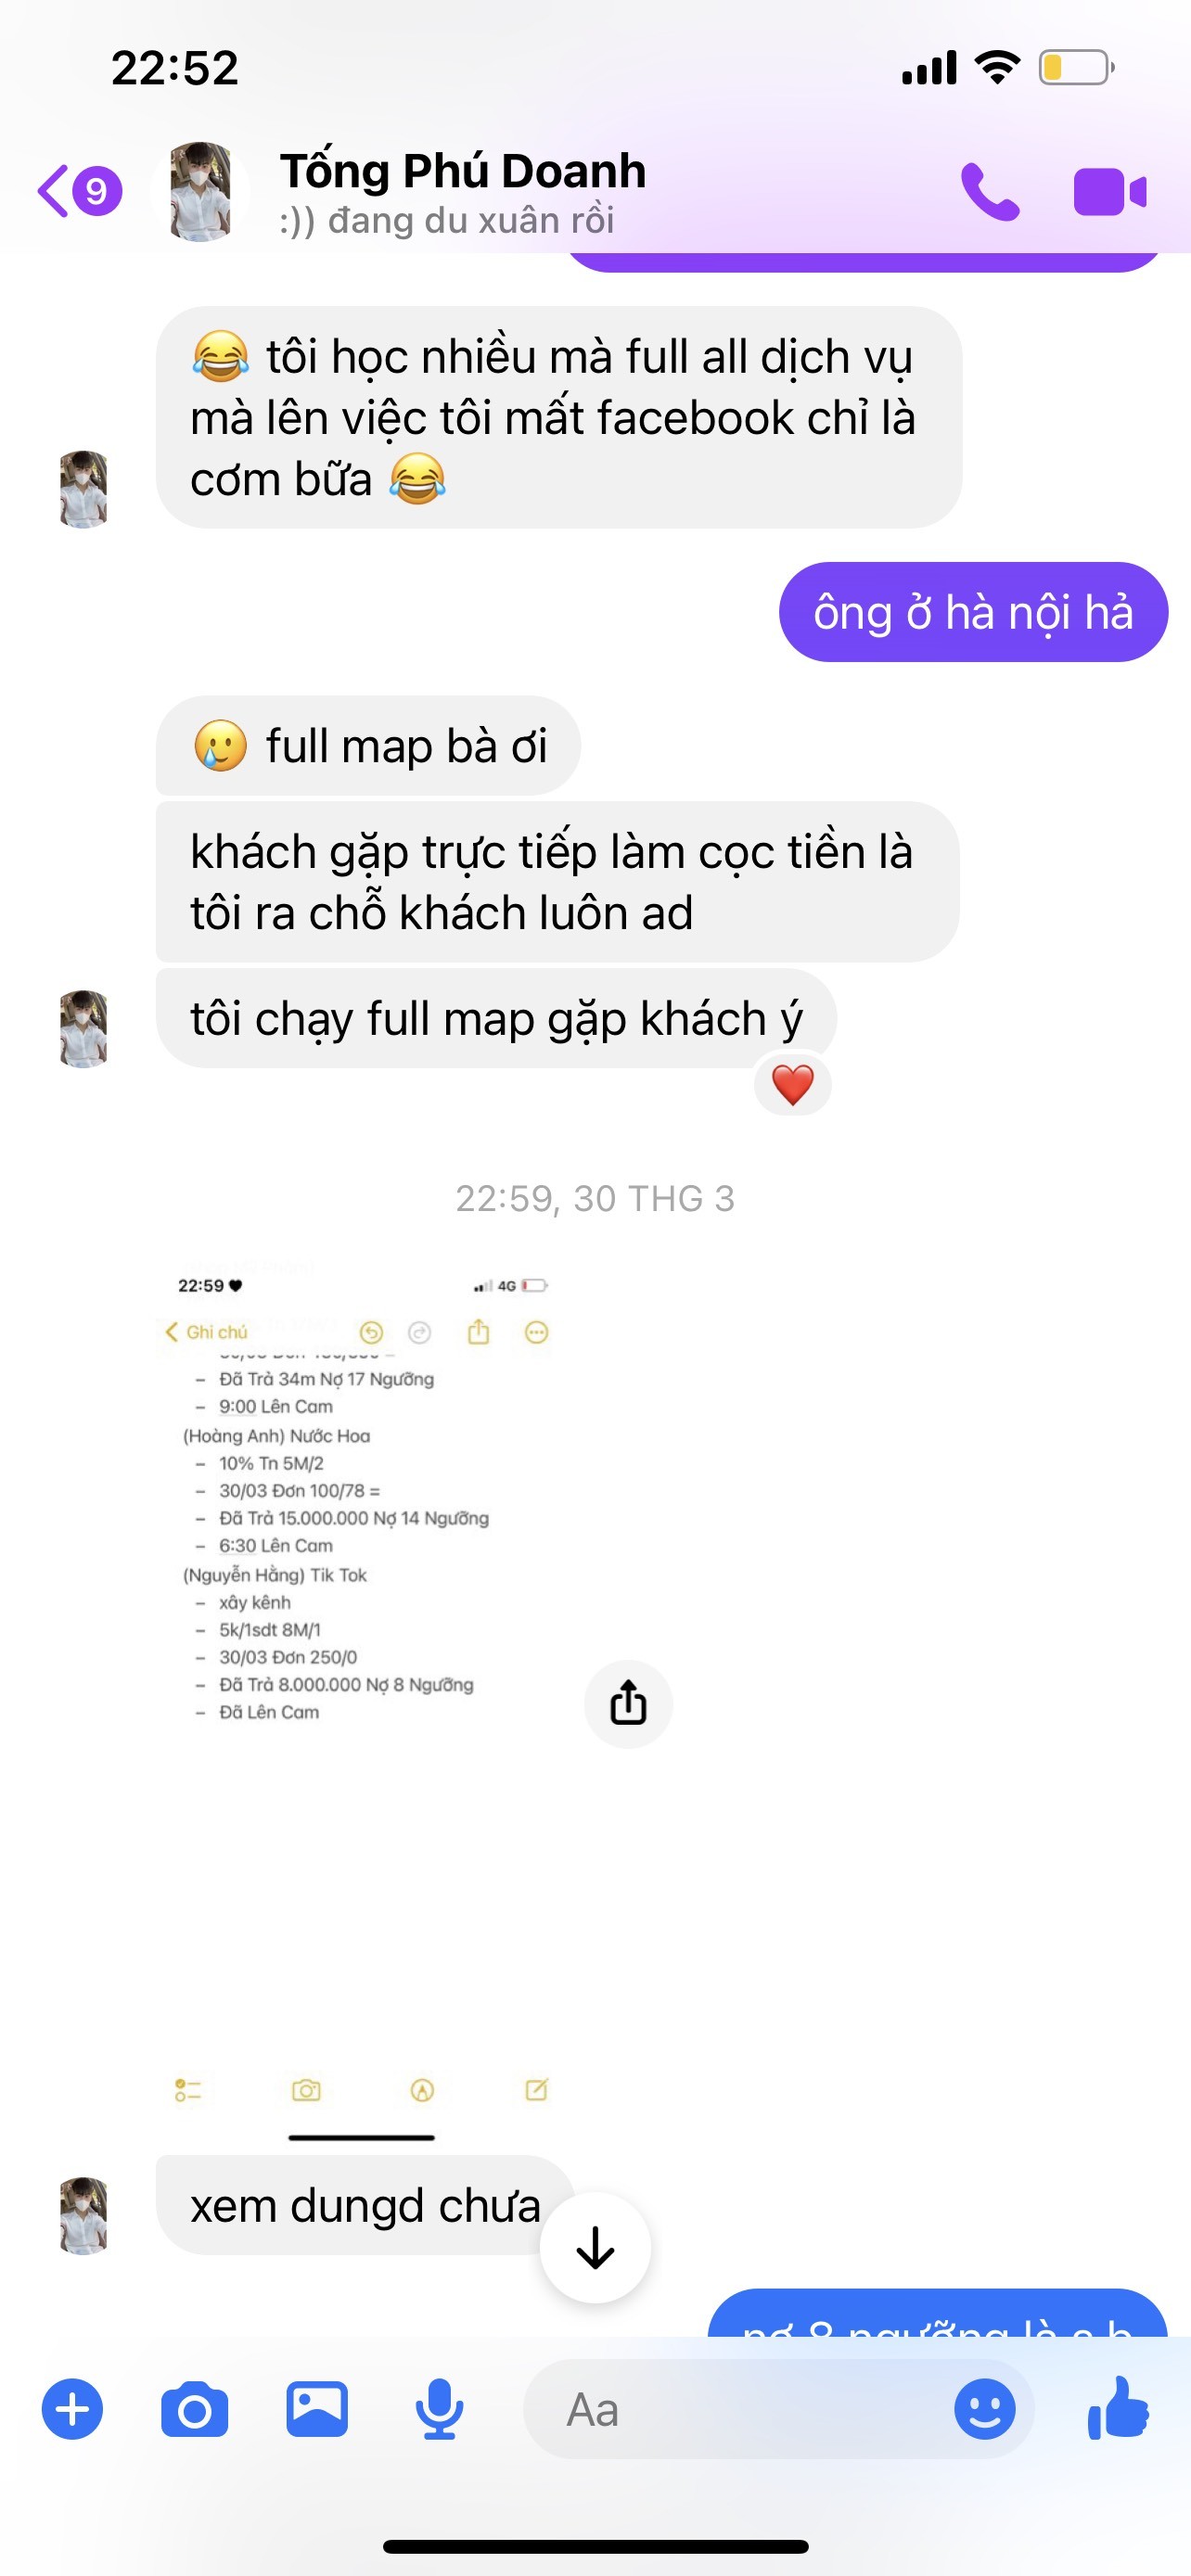 22:52
9
Tống Phú Doanh
:)) đang du xuân rồi
😂 tôi học nhiều mà full all dịch vụ
mà lên việc tôi mất facebook chỉ là
cơm bữa 😂
ông ở hà nội hả
🥲 full map bà ơi
khách gặp trực tiếp làm cọc tiền là
tôi ra chỗ khách luôn ad
tôi chạy full map gặp khách ý
❤️
22:59, 30 THG 3
22:59 4G
Ghi chú
– Đã Trả 34m Nợ 17 Ngưỡng
– 9:00 Lên Cam
(Hoàng Anh) Nước Hoa
– 10% Tn 5M/2
– 30/03 Đơn 100/78 =
– Đã Trả 15.000.000 Nợ 14 Ngưỡng
– 6:30 Lên Cam
(Nguyễn Hằng) Tik Tok
– xây kênh
– 5k/1sdt 8M/1
– 30/03 Đơn 250/0
– Đã Trả 8.000.000 Nợ 8 Ngưỡng
– Đã Lên Cam
xem dungd chưa
nợ 8 ngưỡng là
Aa